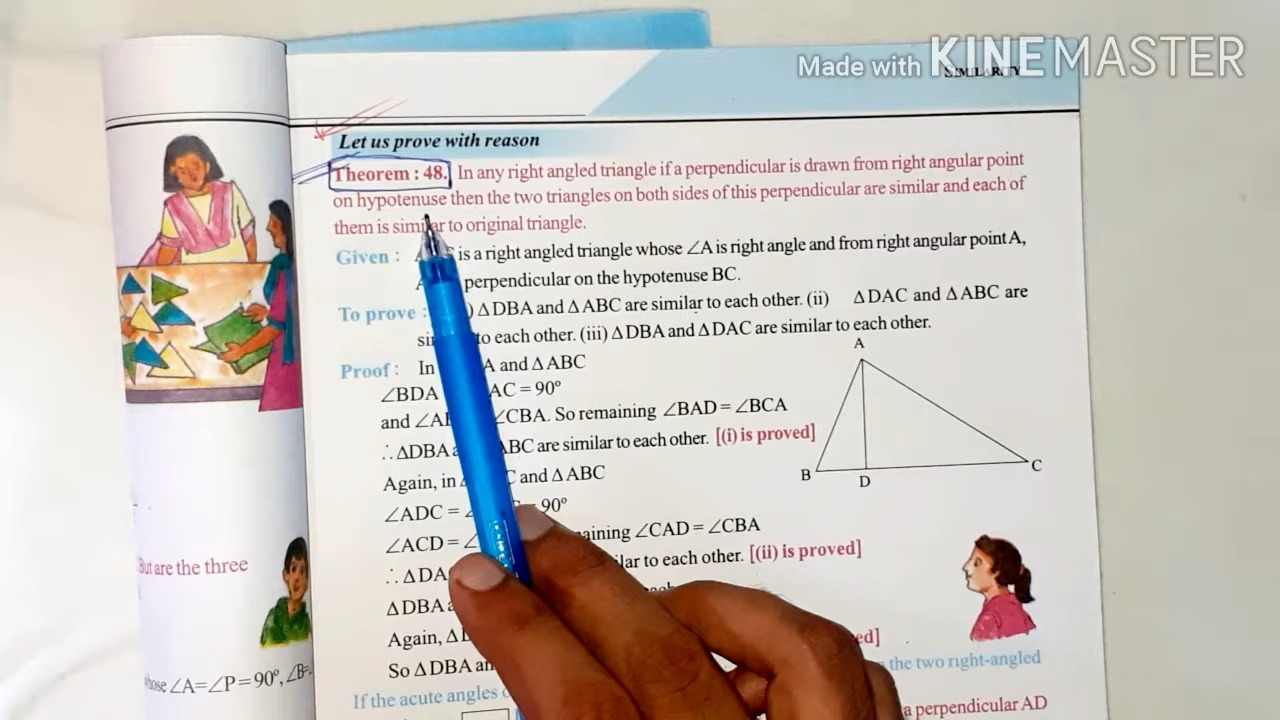 Made with KINEMASTER
SIMILARITY
Let us prove with reason
Theorem : 48. In any right angled triangle if a perpendicular is drawn from right angular point
on hypotenuse then the two triangles on both sides of this perpendicular are similar and each of
them is similar to original triangle.
Given : is a right angled triangle whose ∠A is right angle and from right angular point A,
perpendicular on the hypotenuse BC.
To prove : ) ΔDBA and ΔABC are similar to each other. (ii) ΔDAC and ΔABC are
to each other. (iii) ΔDBA and ΔDAC are similar to each other.
Proof : In A and ΔABC
∠BDA AC = 90°
and ∠CBA. So remaining ∠BAD = ∠BCA
∴ ΔDBA BC are similar to each other. [(i) is proved]
Again, in and ΔABC
∠ADC = 90°
∠ACD = ∠CAD = ∠CBA
to each other. [(ii) is proved]
ΔDBA
Again,
So ΔDBA
If the acute angles the two right-angled
a perpendicular AD
A
B
D
C
But are the three
∠A=∠P=90°,